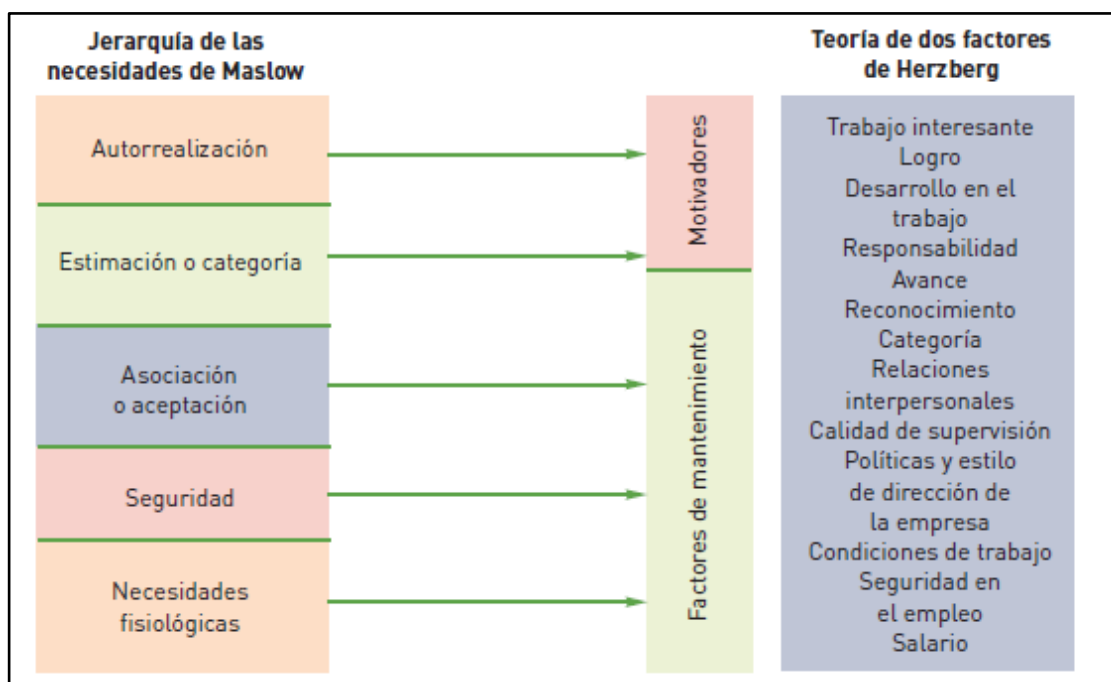 Jerarquía de las
necesidades de Maslow
Autorrealización
Estimación o categoría
Asociación
o aceptación
Seguridad
Necesidades
fisiológicas
Motivadores
Factores de mantenimiento
Teoría de dos factores
de Herzberg
Trabajo interesante
Logro
Desarrollo en el
trabajo
Responsabilidad
Avance
Reconocimiento
Categoría
Relaciones
interpersonales
Calidad de supervisión
Políticas y estilo
de dirección de
la empresa
Condiciones de trabajo
Seguridad en
el empleo
Salario